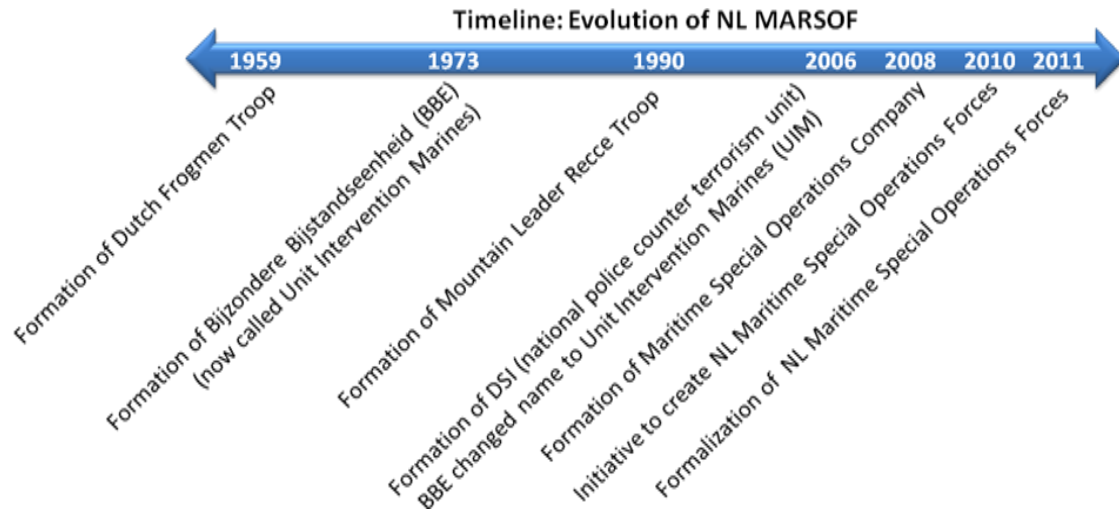 Timeline: Evolution of NL MARSOF
1959 1973 1990 2006 2008 2010 2011
Formation of Dutch Frogmen Troop
Formation of Bijzondere Bijstandseenheid (BBE)
(now called Unit Intervention Marines)
Formation of Mountain Leader Recce Troop
Formation of DSI (national police counter terrorism unit)
BBE changed name to Unit Intervention Marines (UIM)
Formation of Maritime Special Operations Company
Initiative to create NL Maritime Special Operations Forces
Formalization of NL Maritime Special Operations Forces